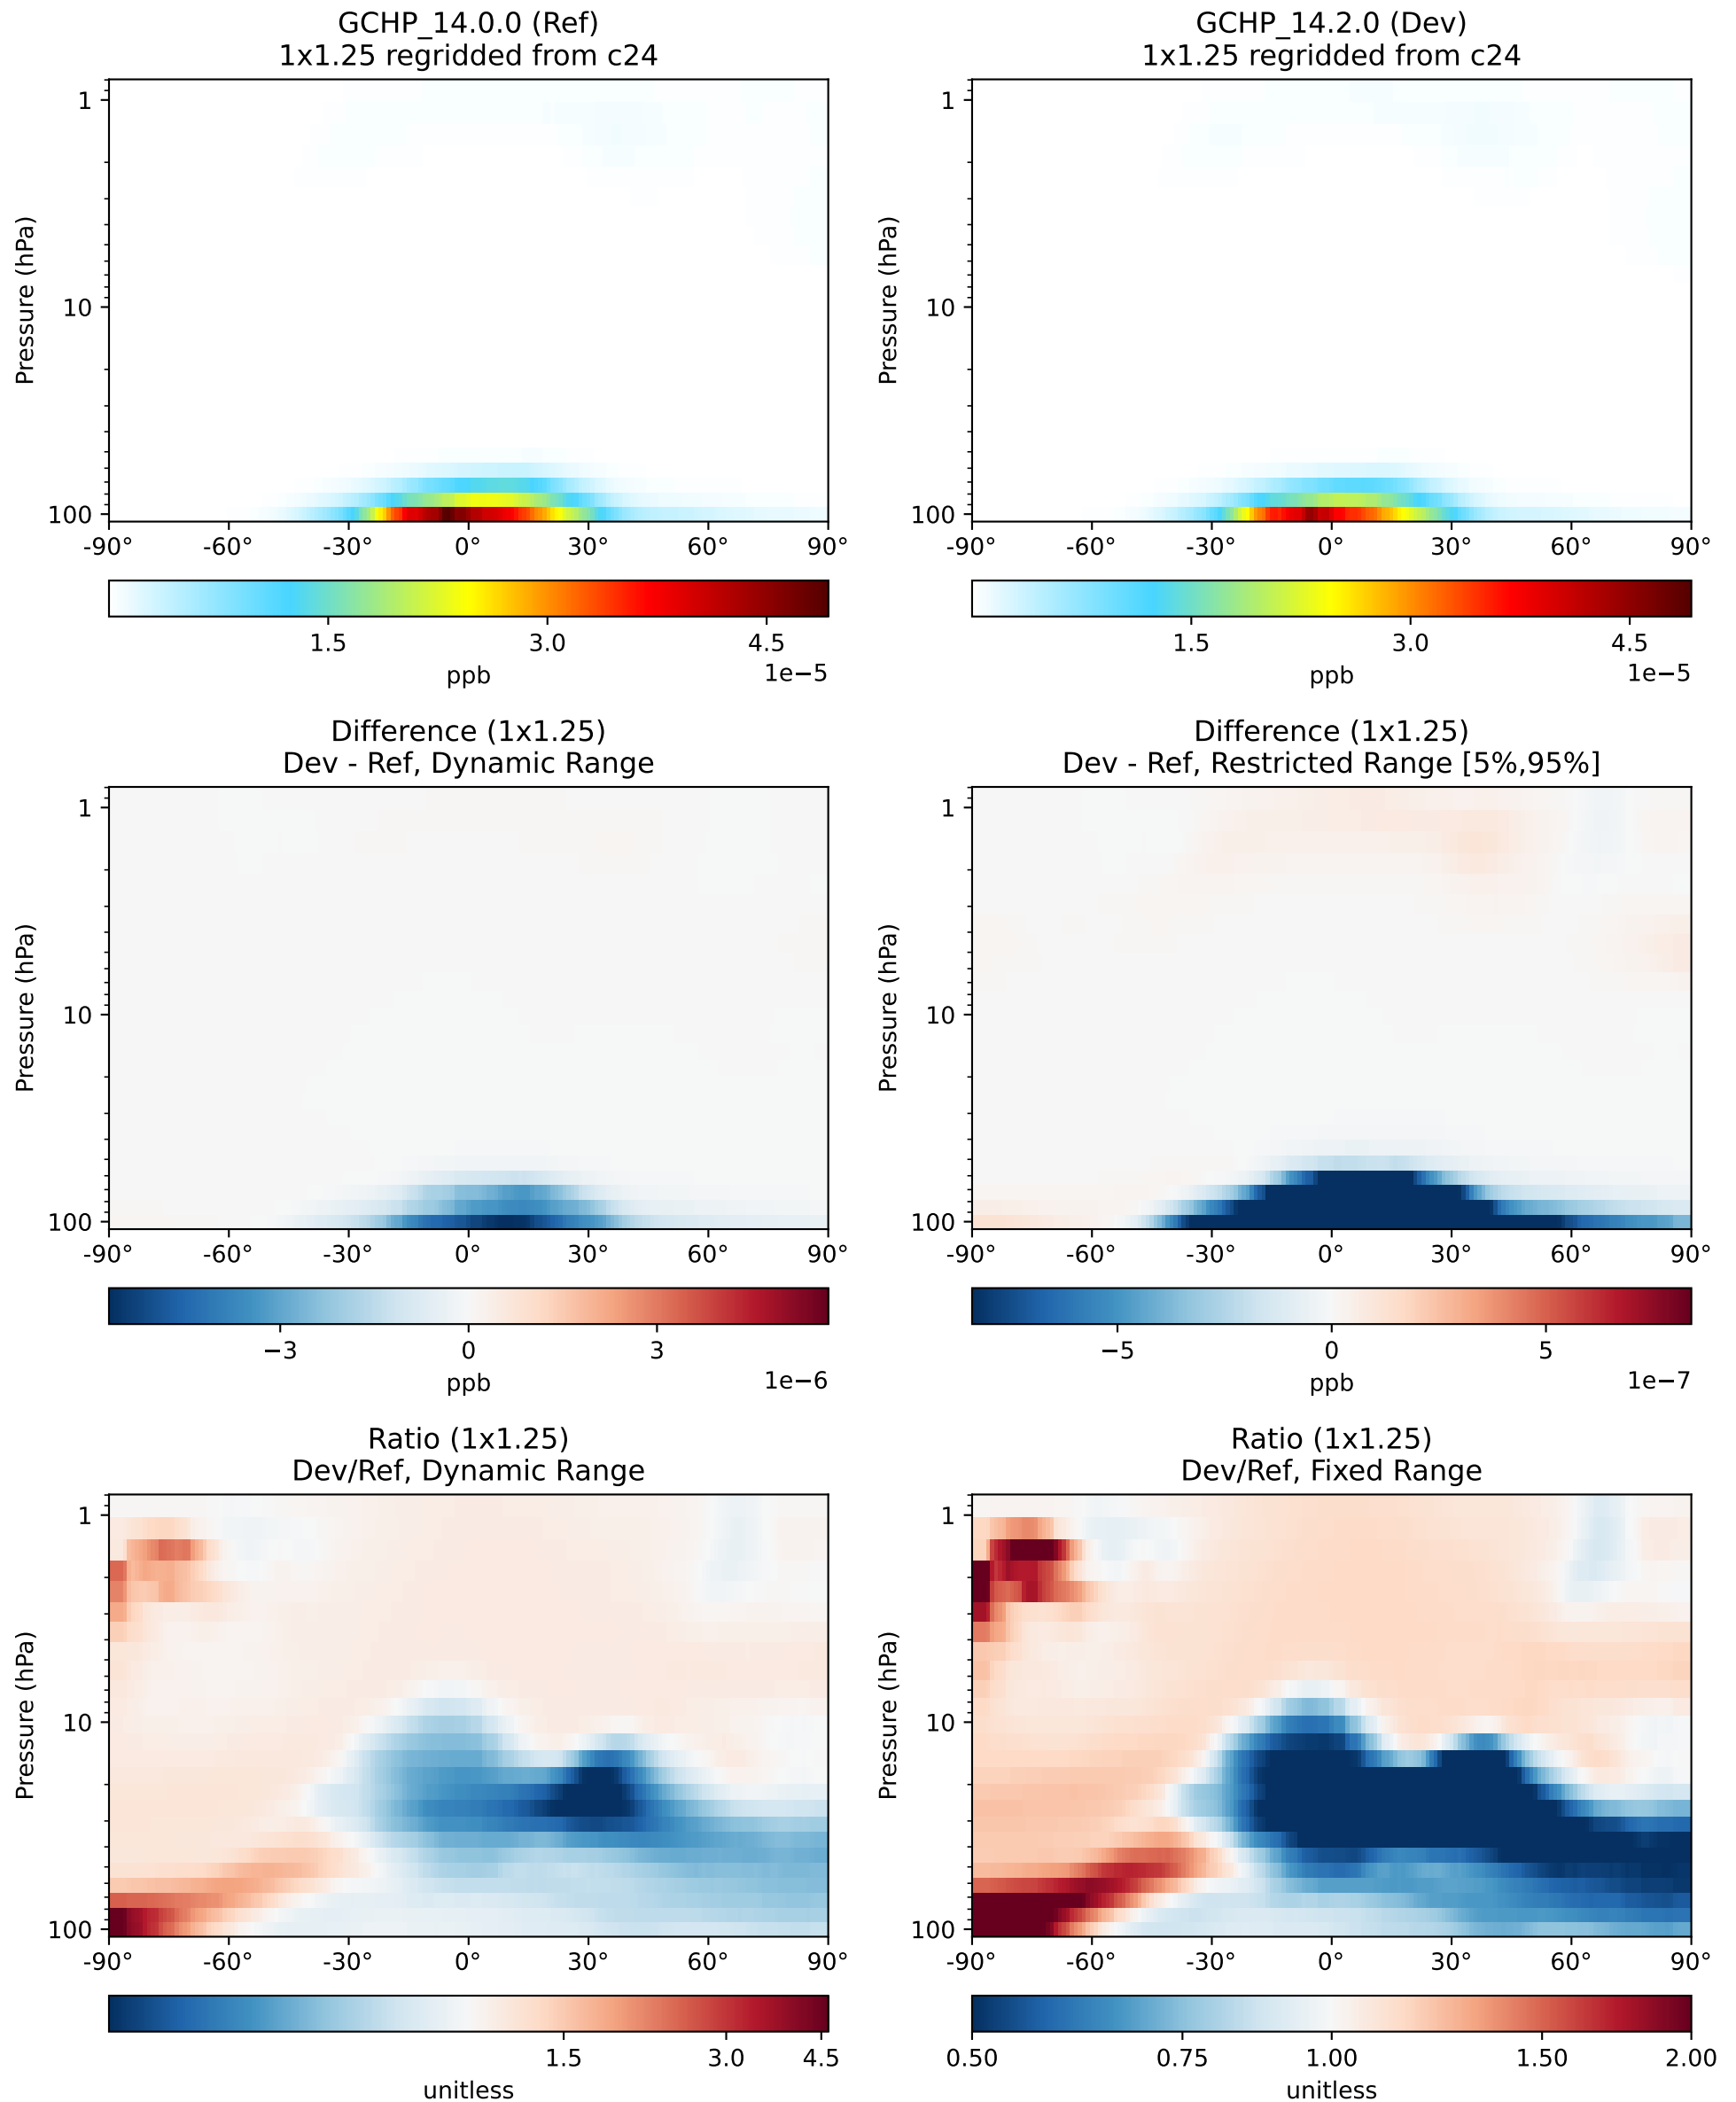 GCHP_14.0.0 (Ref)
1x1.25 regridded from c24
Pressure (hPa)
1
10
100
-90° -60° -30° 0° 30° 60° 90°
1.5 3.0 4.5
1e−5
ppb
GCHP_14.2.0 (Dev)
1x1.25 regridded from c24
Pressure (hPa)
1
10
100
-90° -60° -30° 0° 30° 60° 90°
1.5 3.0 4.5
1e−5
ppb
Difference (1x1.25)
Dev - Ref, Dynamic Range
Pressure (hPa)
1
10
100
-90° -60° -30° 0° 30° 60° 90°
−3 0 3
1e−6
ppb
Difference (1x1.25)
Dev - Ref, Restricted Range [5%,95%]
Pressure (hPa)
1
10
100
-90° -60° -30° 0° 30° 60° 90°
−5 0 5
1e−7
ppb
Ratio (1x1.25)
Dev/Ref, Dynamic Range
Pressure (hPa)
1
10
100
-90° -60° -30° 0° 30° 60° 90°
1.5 3.0 4.5
unitless
Ratio (1x1.25)
Dev/Ref, Fixed Range
Pressure (hPa)
1
10
100
-90° -60° -30° 0° 30° 60° 90°
0.50 0.75 1.00 1.50 2.00
unitless